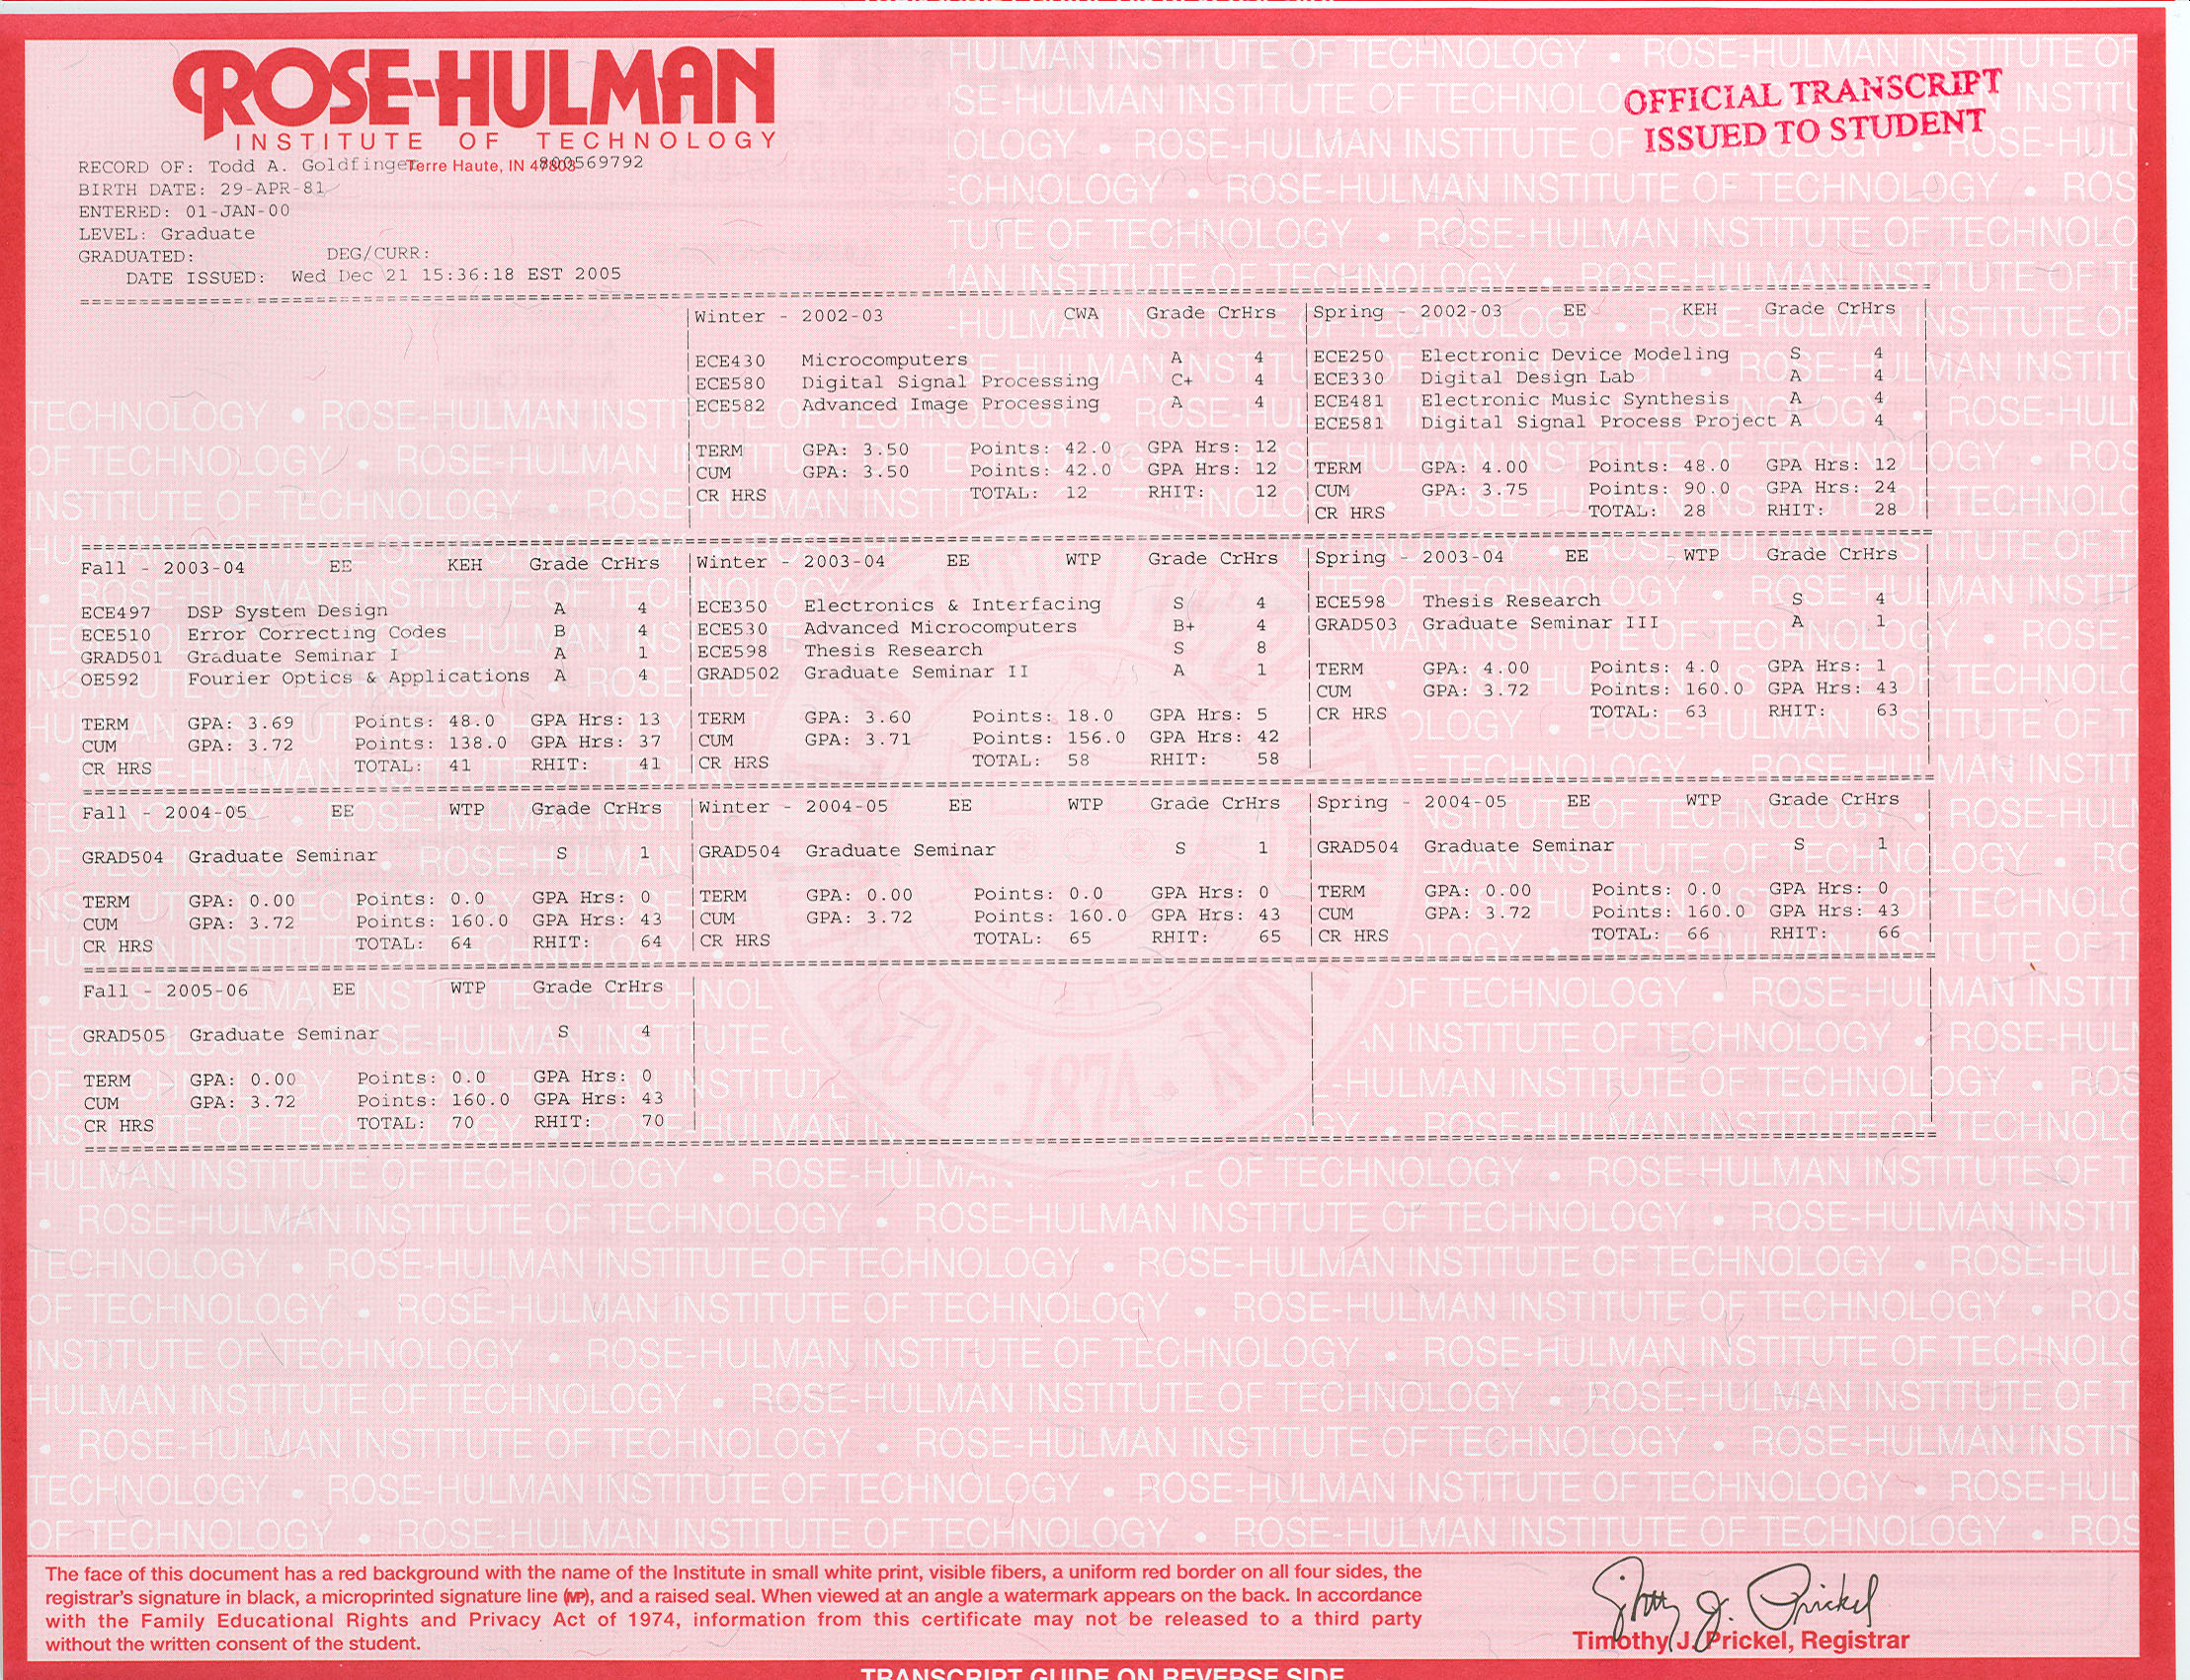 ROSE-HULMAN
INSTITUTE OF TECHNOLOGY
Terre Haute, IN 47803
OFFICIAL TRANSCRIPT
ISSUED TO STUDENT
RECORD OF: Todd A. Goldfinger 800569792
BIRTH DATE: 29-APR-81
ENTERED: 01-JAN-00
LEVEL: Graduate
GRADUATED: DEG/CURR:
DATE ISSUED: Wed Dec 21 15:36:18 EST 2005
Winter - 2002-03 CWA Grade CrHrs
ECE430 Microcomputers A 4
ECE580 Digital Signal Processing C+ 4
ECE582 Advanced Image Processing A 4
TERM GPA: 3.50 Points: 42.0 GPA Hrs: 12
CUM GPA: 3.50 Points: 42.0 GPA Hrs: 12
CR HRS TOTAL: 12 RHIT: 12
Spring - 2002-03 EE KEH Grade CrHrs
ECE250 Electronic Device Modeling S 4
ECE330 Digital Design Lab A 4
ECE481 Electronic Music Synthesis A 4
ECE581 Digital Signal Process Project A 4
TERM GPA: 4.00 Points: 48.0 GPA Hrs: 12
CUM GPA: 3.75 Points: 90.0 GPA Hrs: 24
CR HRS TOTAL: 28 RHIT: 28
Fall - 2003-04 EE KEH Grade CrHrs
ECE497 DSP System Design A 4
ECE510 Error Correcting Codes B 4
GRAD501 Graduate Seminar I A 1
OE592 Fourier Optics & Applications A 4
TERM GPA: 3.69 Points: 48.0 GPA Hrs: 13
CUM GPA: 3.72 Points: 138.0 GPA Hrs: 37
CR HRS TOTAL: 41 RHIT: 41
Winter - 2003-04 EE WTP Grade CrHrs
ECE350 Electronics & Interfacing S 4
ECE530 Advanced Microcomputers B+ 4
ECE598 Thesis Research S 8
GRAD502 Graduate Seminar II A 1
TERM GPA: 3.60 Points: 18.0 GPA Hrs: 5
CUM GPA: 3.71 Points: 156.0 GPA Hrs: 42
CR HRS TOTAL: 58 RHIT: 58
Spring - 2003-04 EE WTP Grade CrHrs
ECE598 Thesis Research S 4
GRAD503 Graduate Seminar III A 1
TERM GPA: 4.00 Points: 4.0 GPA Hrs: 1
CUM GPA: 3.72 Points: 160.0 GPA Hrs: 43
CR HRS TOTAL: 63 RHIT: 63
Fall - 2004-05 EE WTP Grade CrHrs
GRAD504 Graduate Seminar S 1
TERM GPA: 0.00 Points: 0.0 GPA Hrs: 0
CUM GPA: 3.72 Points: 160.0 GPA Hrs: 43
CR HRS TOTAL: 64 RHIT: 64
Winter - 2004-05 EE WTP Grade CrHrs
GRAD504 Graduate Seminar S 1
TERM GPA: 0.00 Points: 0.0 GPA Hrs: 0
CUM GPA: 3.72 Points: 160.0 GPA Hrs: 43
CR HRS TOTAL: 65 RHIT: 65
Spring - 2004-05 EE WTP Grade CrHrs
GRAD504 Graduate Seminar S 1
TERM GPA: 0.00 Points: 0.0 GPA Hrs: 0
CUM GPA: 3.72 Points: 160.0 GPA Hrs: 43
CR HRS TOTAL: 66 RHIT: 66
Fall - 2005-06 EE WTP Grade CrHrs
GRAD505 Graduate Seminar S 4
TERM GPA: 0.00 Points: 0.0 GPA Hrs: 0
CUM GPA: 3.72 Points: 160.0 GPA Hrs: 43
CR HRS TOTAL: 70 RHIT: 70
The face of this document has a red background with the name of the Institute in small white print, visible fibers, a uniform red border on all four sides, the
registrar's signature in black, a microprinted signature line (MP), and a raised seal. When viewed at an angle a watermark appears on the back. In accordance
with the Family Educational Rights and Privacy Act of 1974, information from this certificate may not be released to a third party
without the written consent of the student.
Timothy J. Prickel
Timothy J. Prickel, Registrar
TRANSCRIPT GUIDE ON REVERSE SIDE